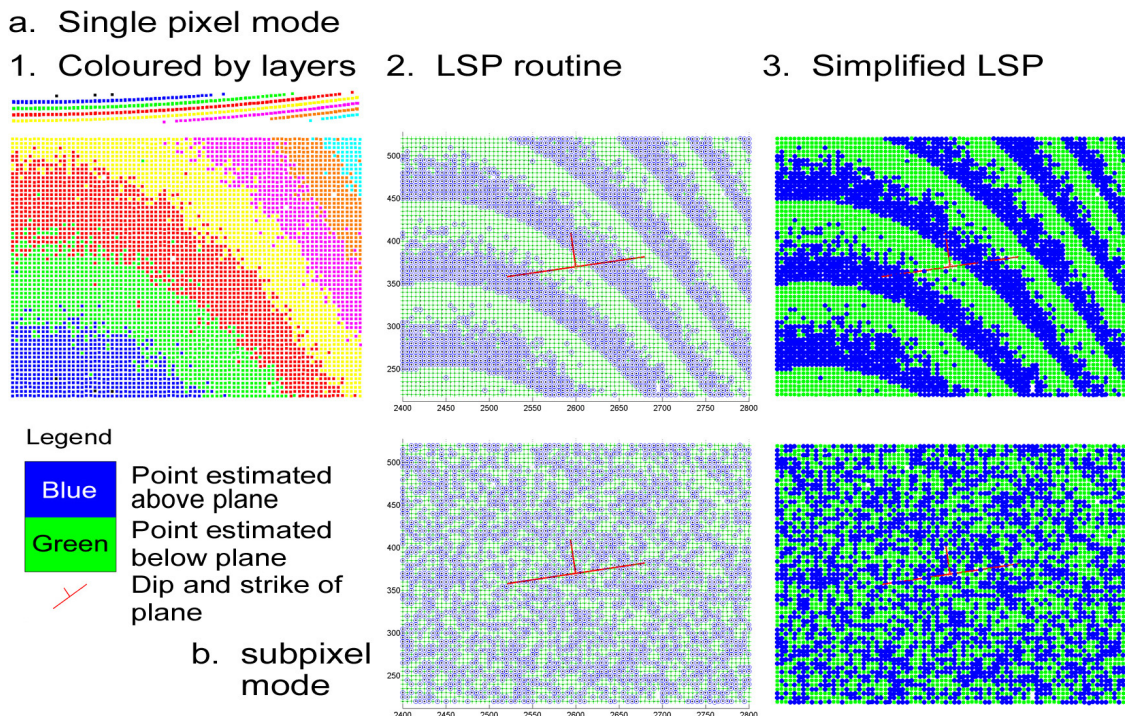 a. Single pixel mode
1. Coloured by layers
2. LSP routine
3. Simplified LSP
500
450
400
350
300
250
2400 2450 2500 2550 2600 2650 2700 2750 2800
Legend
Blue
Point estimated
above plane
Green
Point estimated
below plane
Dip and strike of
plane
b. subpixel
mode
500
450
400
350
300
250
2400 2450 2500 2550 2600 2650 2700 2750 2800